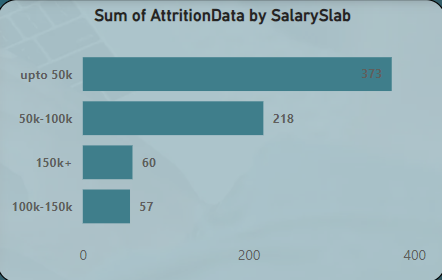 Sum of AttritionData by SalarySlab
upto 50k 373
50k-100k 218
150k+ 60
100k-150k 57
0 200 400